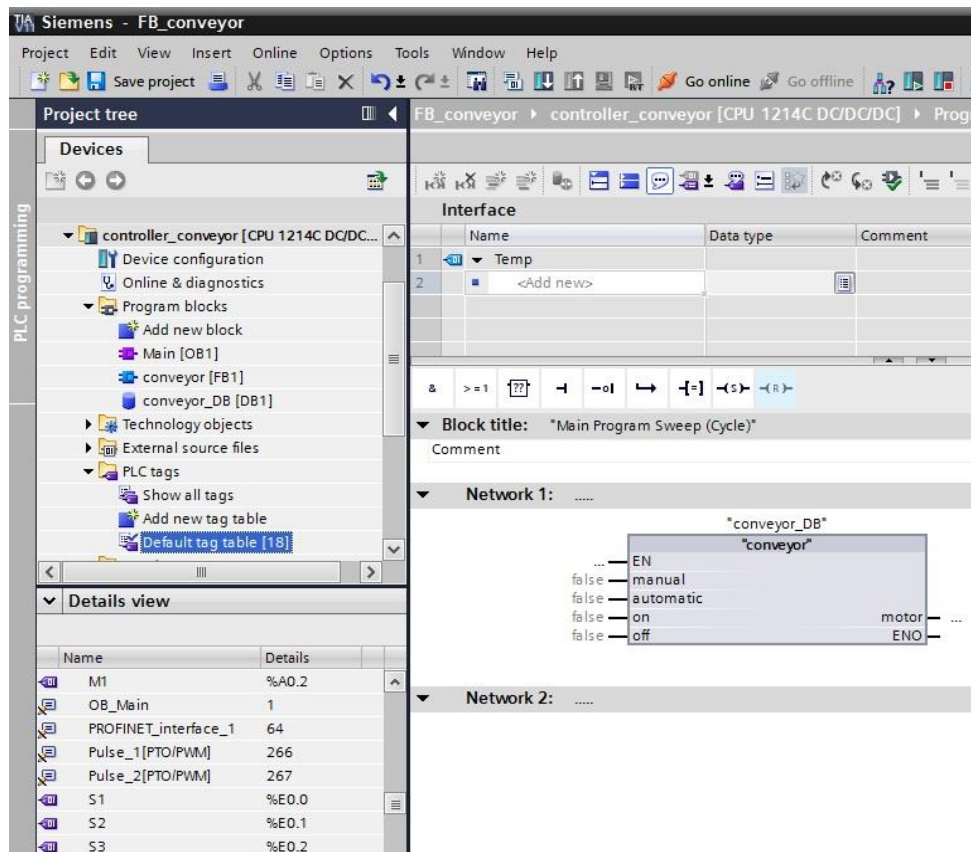 Siemens - FB_conveyor
Project Edit View Insert Online Options Tools Window Help
Save project Go online Go offline
Project tree
FB_conveyor controller_conveyor [CPU 1214C DC/DC/DC] Prog
Devices
PLC programming
controller_conveyor [CPU 1214C DC/DC...
Device configuration
Online & diagnostics
Program blocks
Add new block
Main [OB1]
conveyor [FB1]
conveyor_DB [DB1]
Technology objects
External source files
PLC tags
Show all tags
Add new tag table
Default tag table [18]
Details view
Name Details
M1 %A0.2
OB_Main 1
PROFINET_interface_1 64
Pulse_1[PTO/PWM] 266
Pulse_2[PTO/PWM] 267
S1 %E0.0
S2 %E0.1
S3 %E0.2
Interface
Name Data type Comment
1 Temp
2 <Add new>
& >=1 ?? -| -o| -[=] -(S)- -(R)-
Block title: "Main Program Sweep (Cycle)"
Comment
Network 1: .....
"conveyor_DB"
"conveyor"
... EN
false manual
false automatic
false on motor ...
false off ENO
Network 2: .....